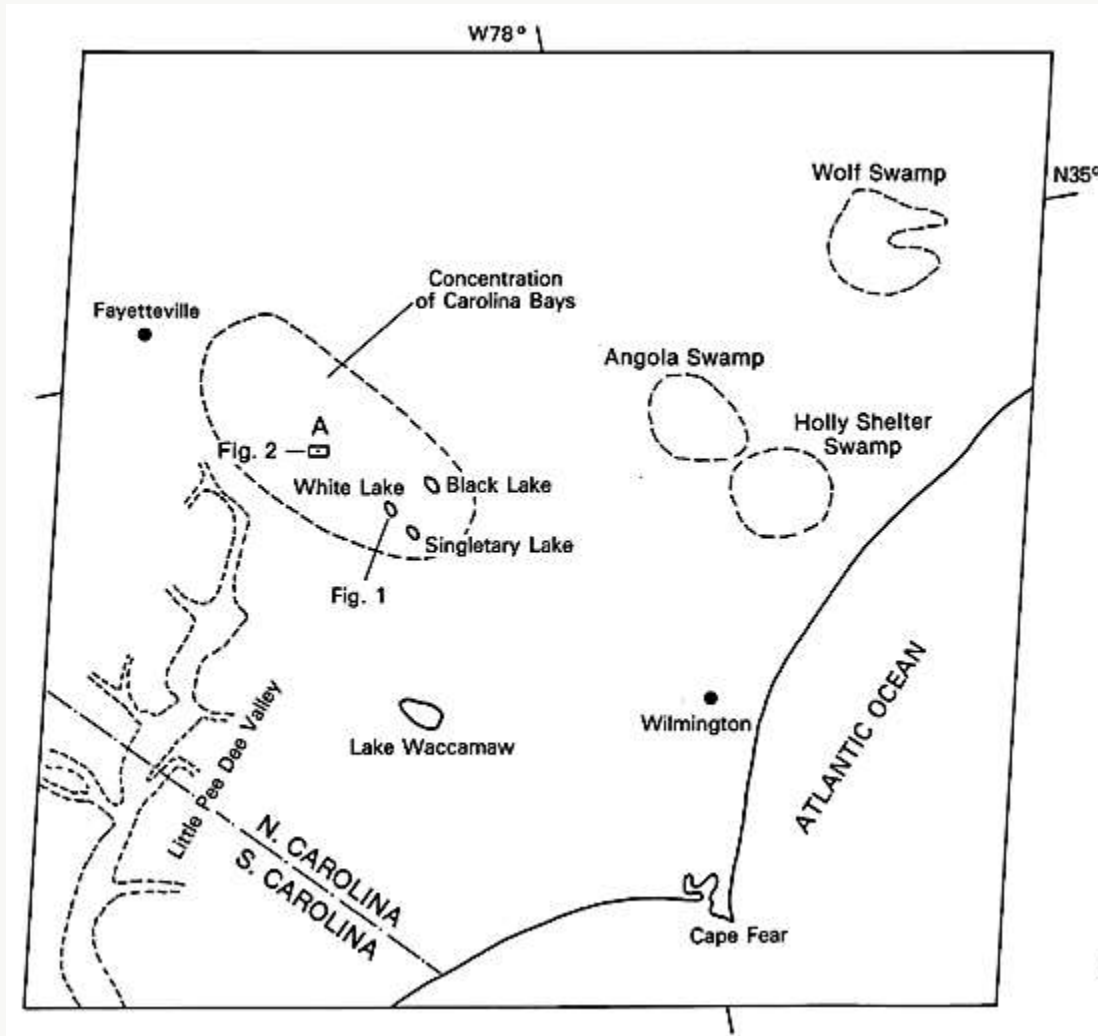 W78°
N35°
Wolf Swamp
Concentration
of Carolina Bays
Fayetteville
Angola Swamp
Holly Shelter
Swamp
A
Fig. 2
White Lake
Black Lake
Singletary Lake
Fig. 1
Little Pee Dee Valley
Lake Waccamaw
Wilmington
ATLANTIC OCEAN
N. CAROLINA
S. CAROLINA
Cape Fear